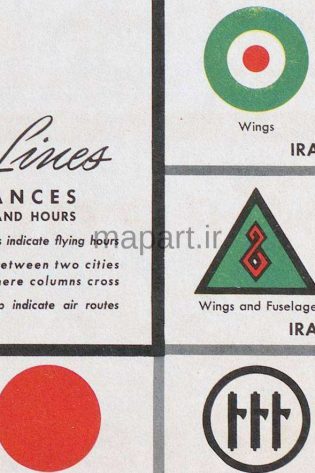 Lines
ANCES
AND HOURS
s indicate flying hours
etween two cities
here columns cross
p indicate air routes
Wings
IRA
Wings and Fuselage
IRA
mapart.ir